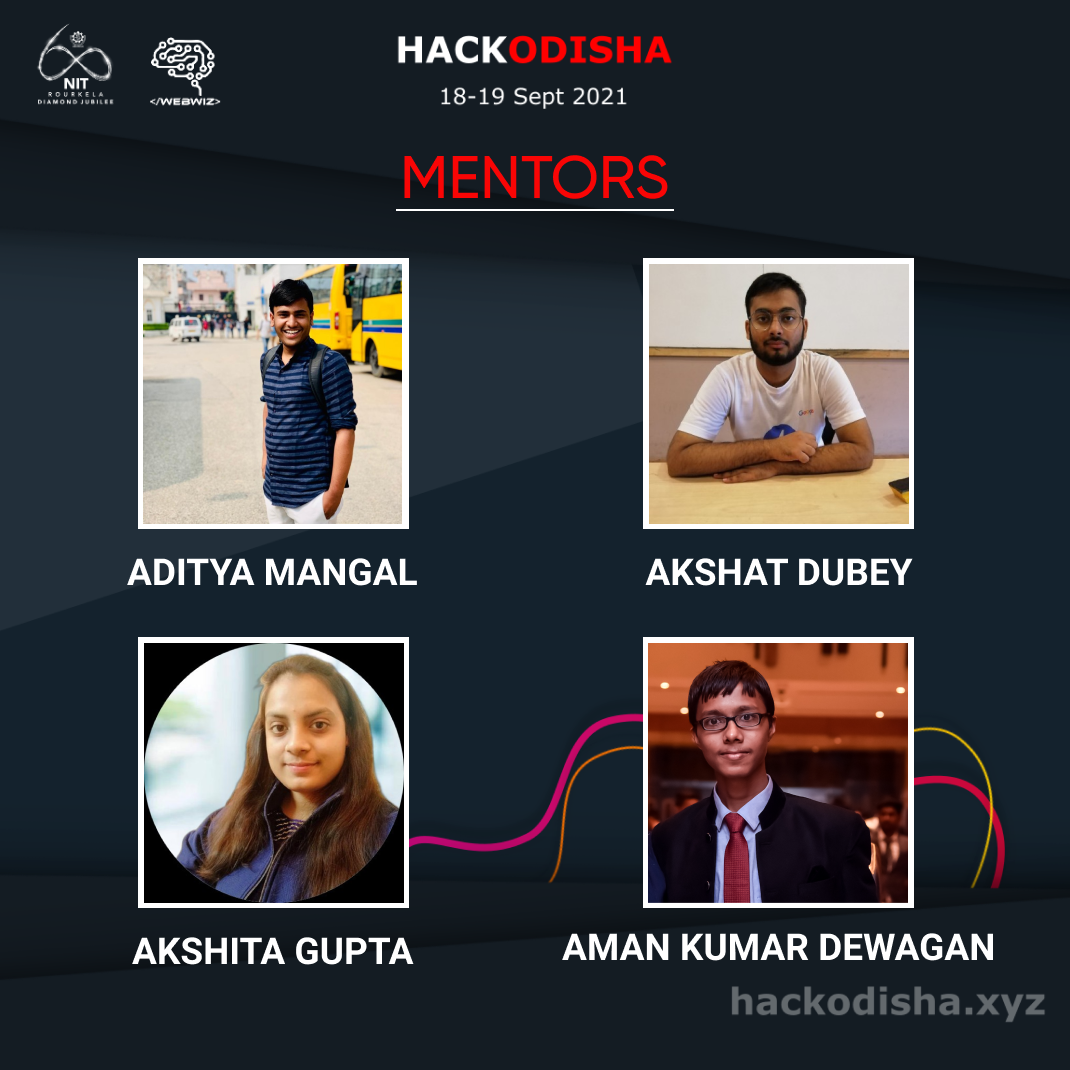 NIT
ROURKELA
DIAMOND JUBILEE
</WEBWIZ>
HACKODISHA
18-19 Sept 2021
MENTORS
Google
ADITYA MANGAL
AKSHAT DUBEY
AKSHITA GUPTA
AMAN KUMAR DEWAGAN
hackodisha.xyz